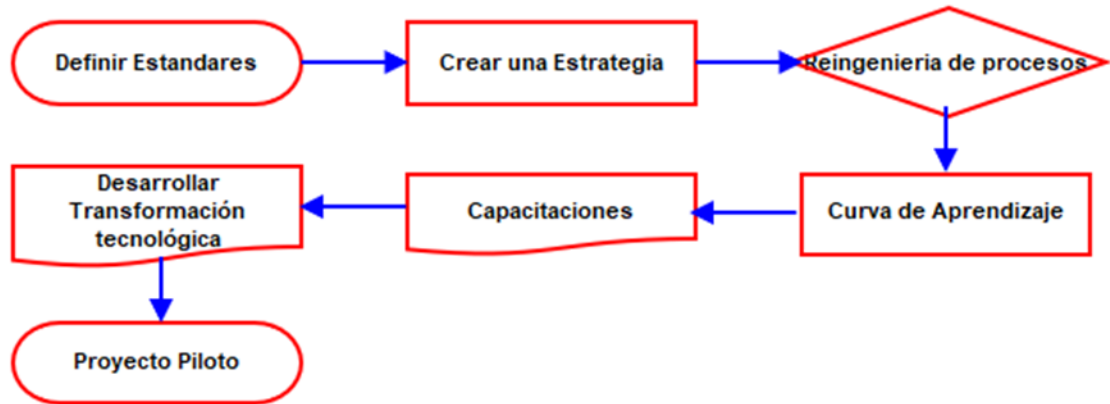 Definir Estandares
Crear una Estrategia
Reingenieria de procesos
Curva de Aprendizaje
Capacitaciones
Desarrollar
Transformación
tecnológica
Proyecto Piloto